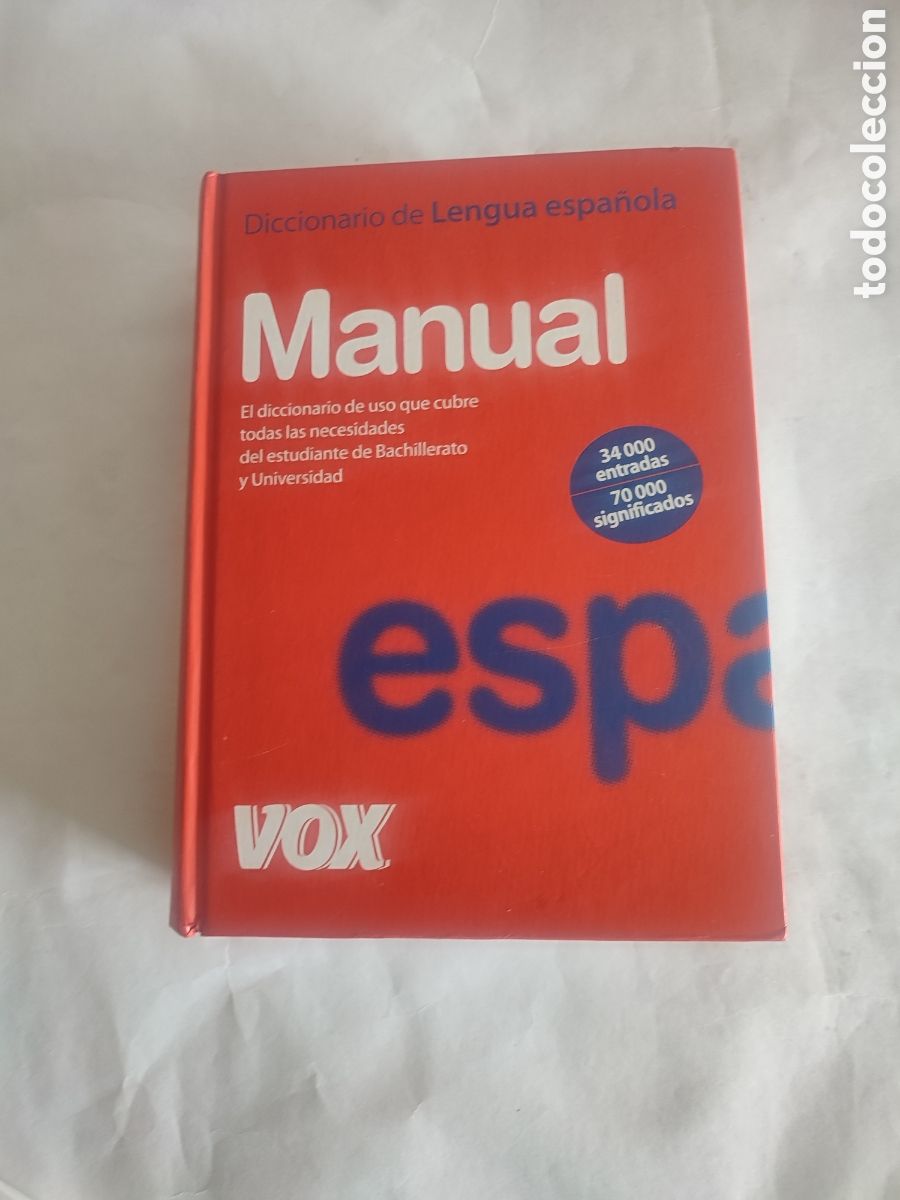 Diccionario de Lengua española
Manual
El diccionario de uso que cubre
todas las necesidades
del estudiante de Bachillerato
y Universidad
34 000
entradas
70 000
significados
espa
VOX
todocoleccion